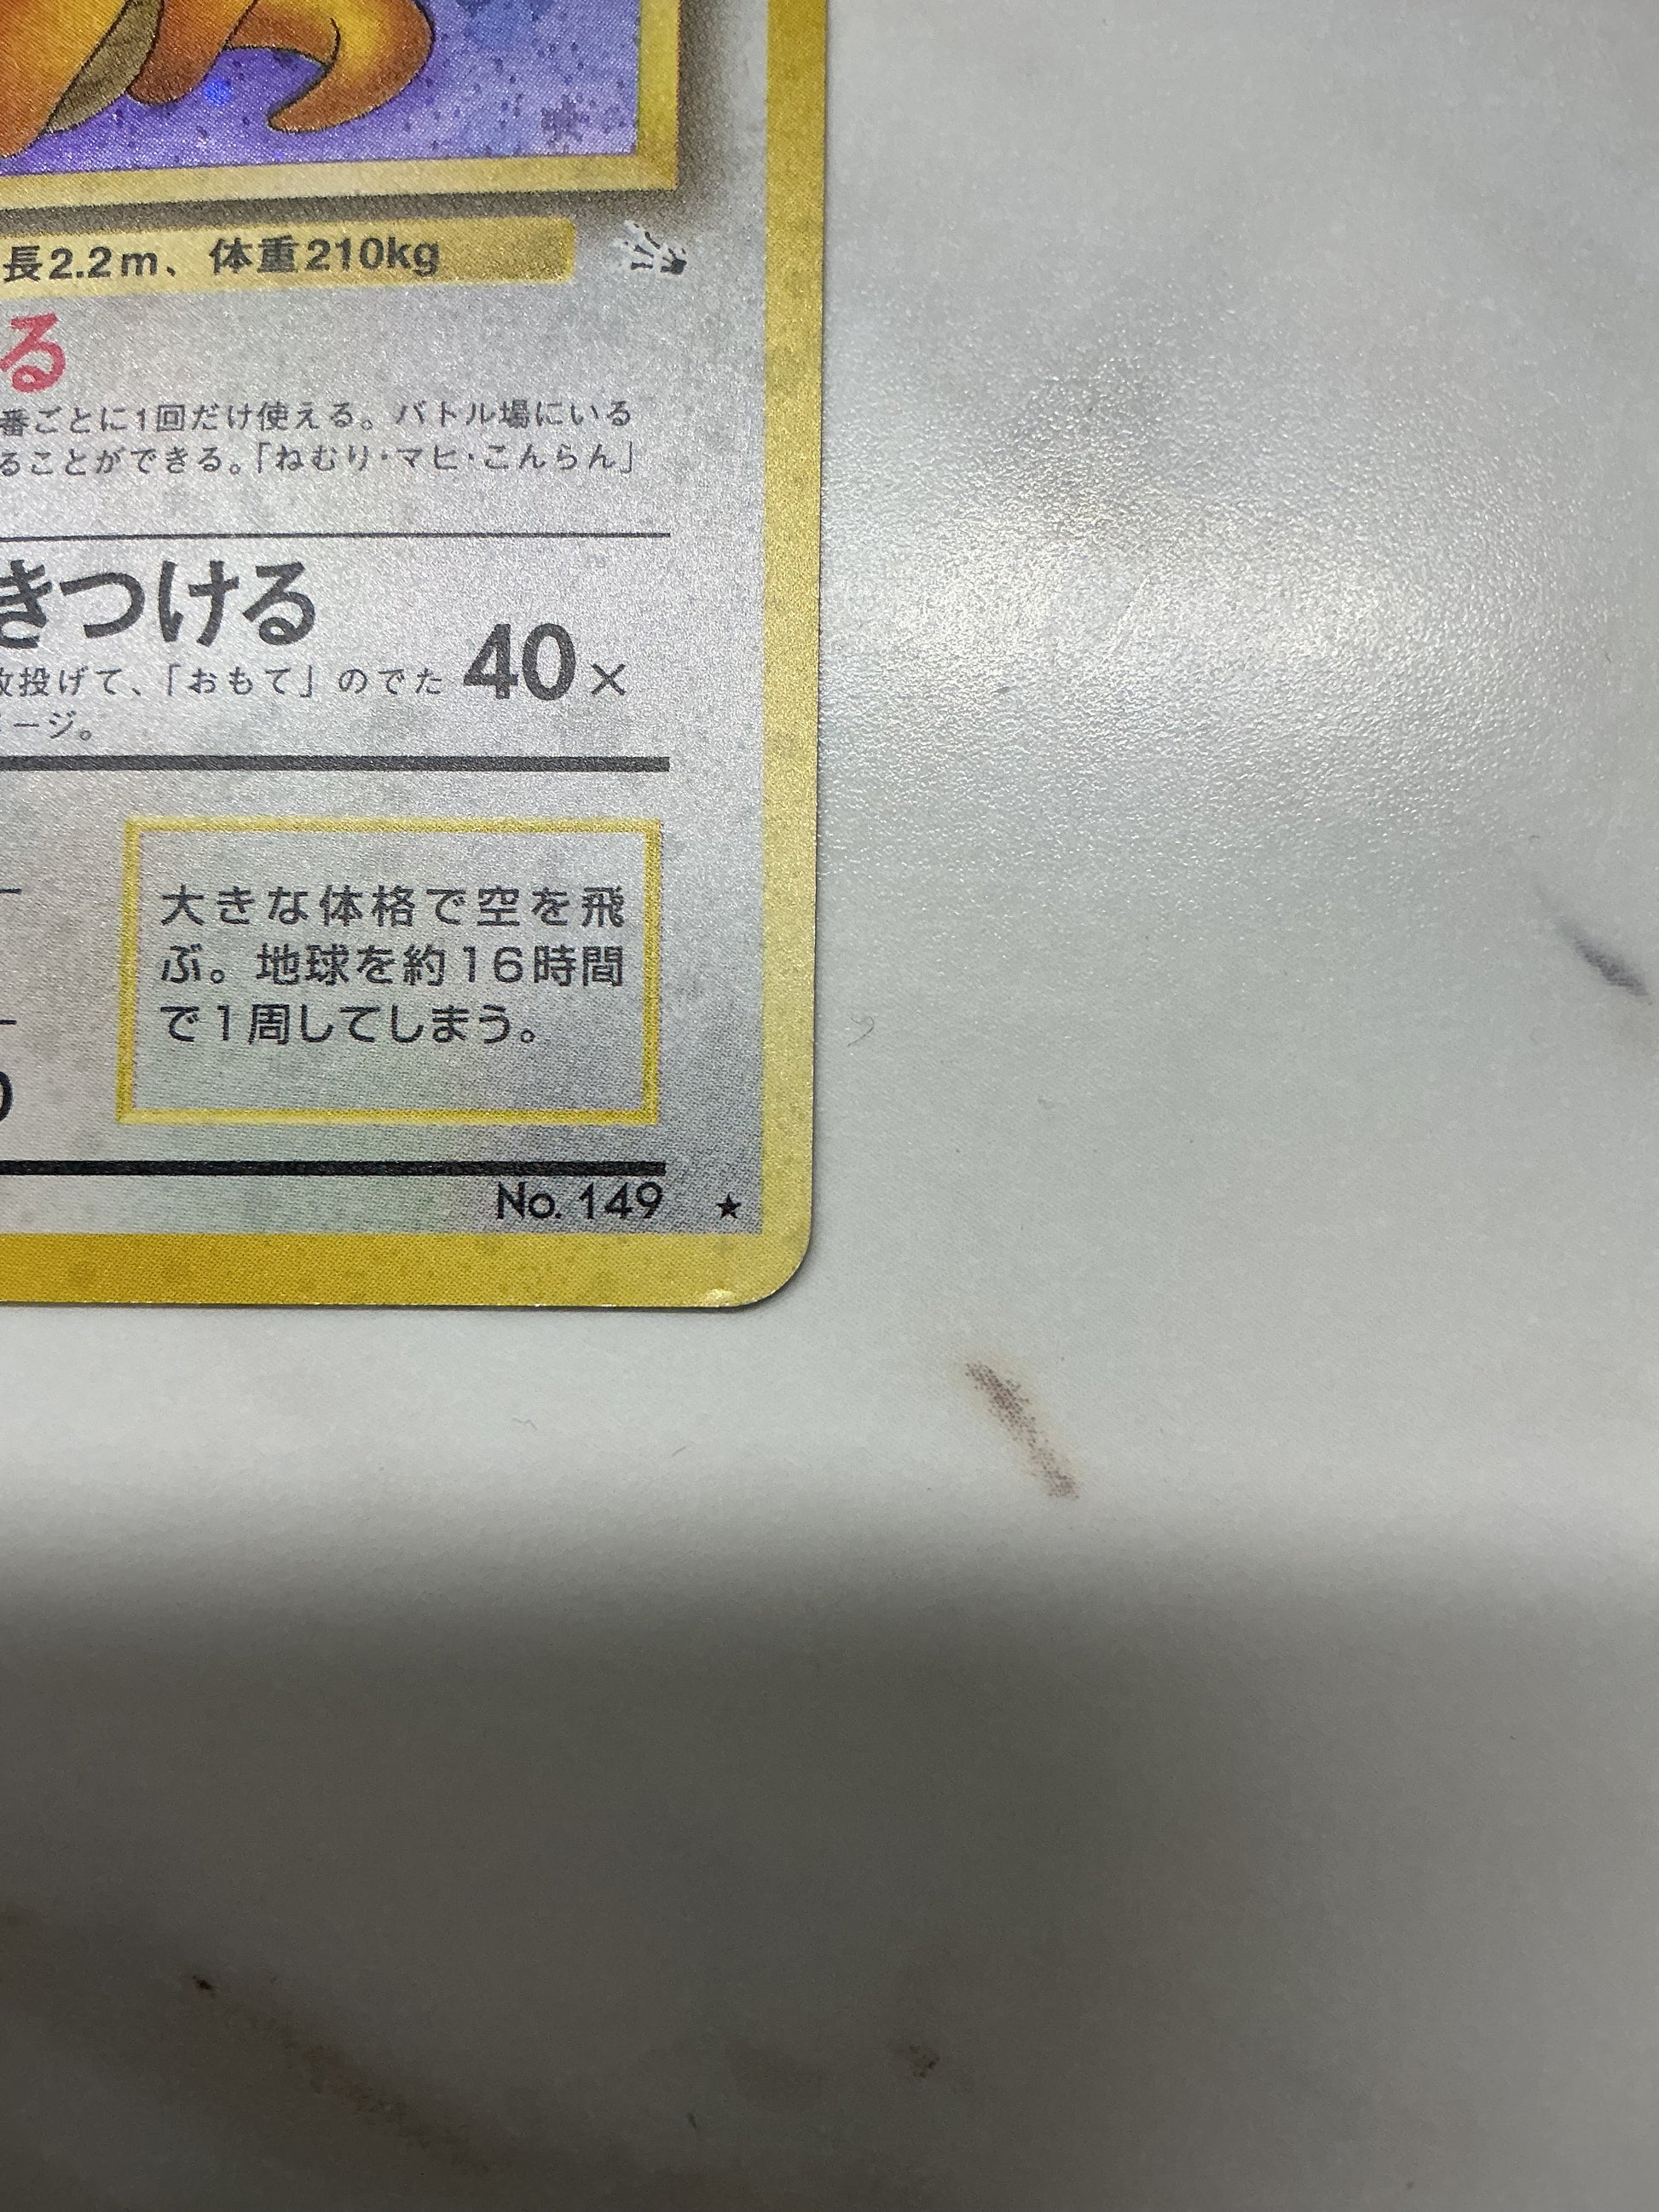 長2.2m、体重210kg
る
番ごとに1回だけ使える。バトル場にいる
ることができる。「ねむり・マヒ・こんらん」
きつける
40×
投げて、「おもて」のでた
ージ。
大きな体格で空を飛
ぶ。地球を約16時間
で1周してしまう。
No. 149 ★